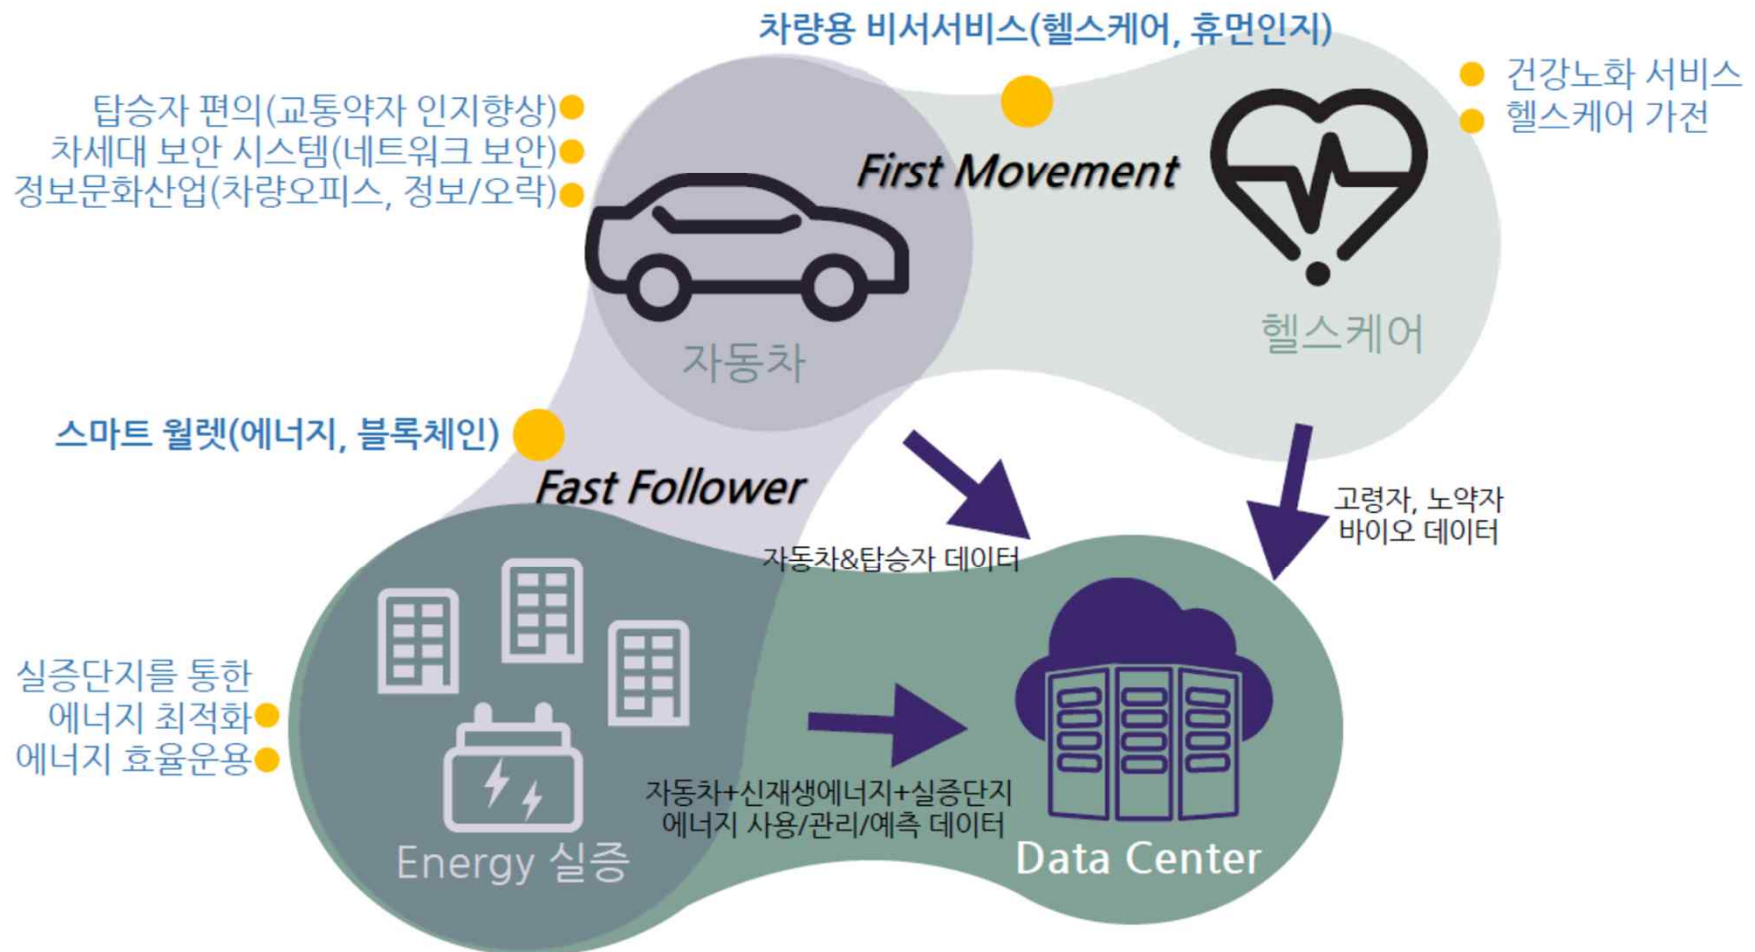 차량용 비서서비스(헬스케어, 휴먼인지)
탑승자 편의(교통약자 인지향상)
차세대 보안 시스템(네트워크 보안)
정보문화산업(차량오피스, 정보/오락)
건강노화 서비스
헬스케어 가전
First Movement
자동차
헬스케어
스마트 월렛(에너지, 블록체인)
Fast Follower
고령자, 노약자
바이오 데이터
자동차&탑승자 데이터
실증단지를 통한
에너지 최적화
에너지 효율운용
자동차+신재생에너지+실증단지
에너지 사용/관리/예측 데이터
Energy 실증
Data Center